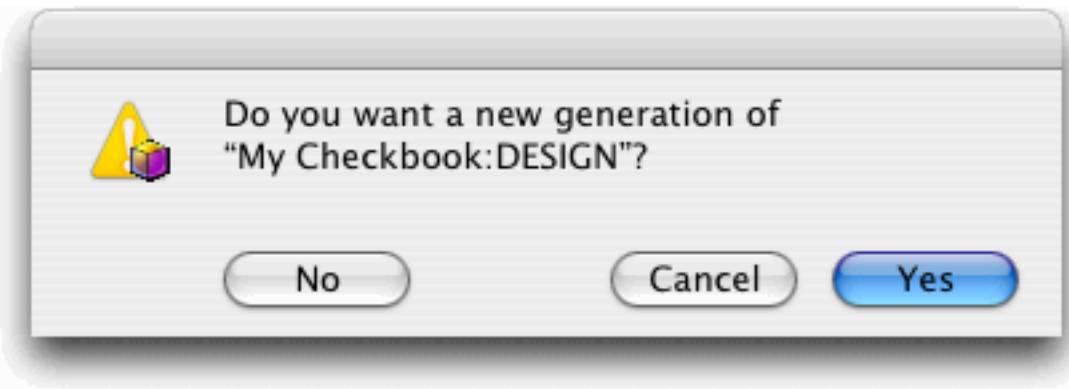 Do you want a new generation of
“My Checkbook:DESIGN”?
No Cancel Yes